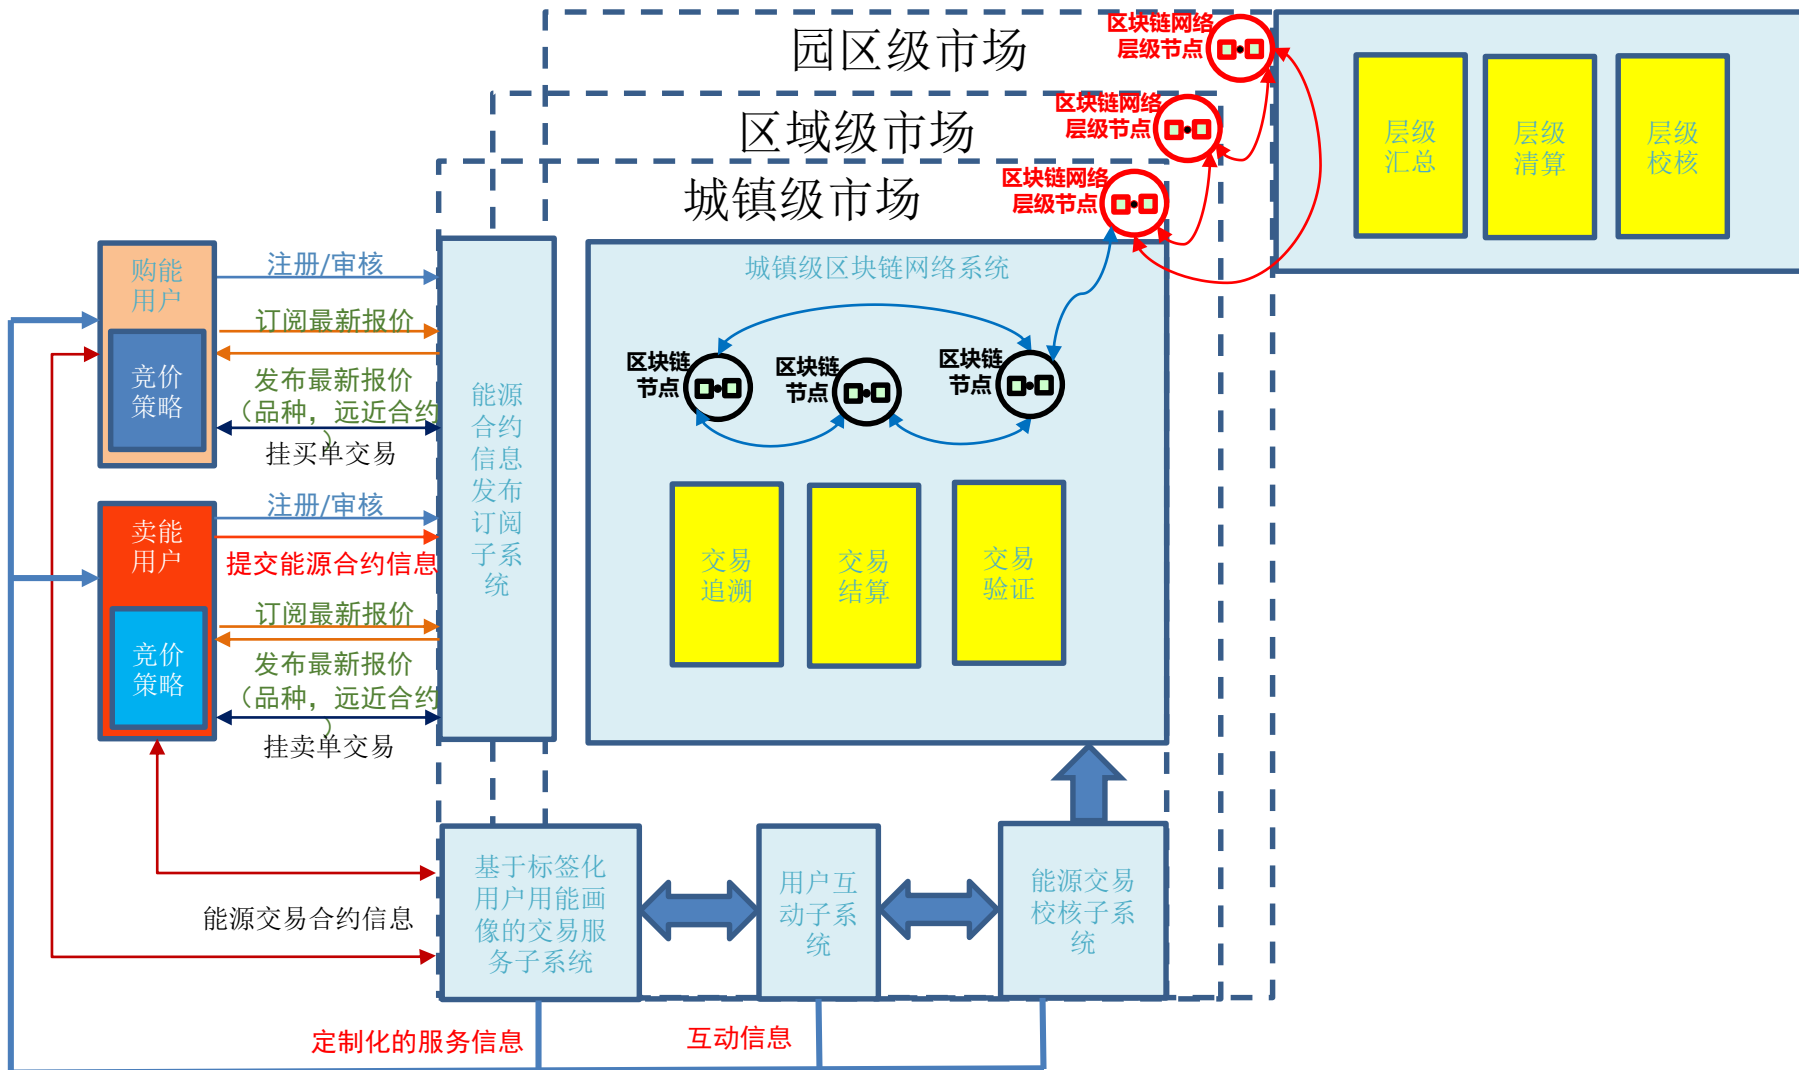 园区级市场
区块链网络
层级节点
区域级市场
区块链网络
层级节点
城镇级市场
区块链网络
层级节点
层级
汇总
层级
清算
层级
校核
购能
用户
竞价
策略
注册/审核
订阅最新报价
发布最新报价
（品种，远近合约
）
挂买单交易
卖能
用户
竞价
策略
注册/审核
提交能源合约信息
订阅最新报价
发布最新报价
（品种，远近合约
）
挂卖单交易
能源
合约
信息
发布
订阅
子系
统
城镇级区块链网络系统
区块链
节点
区块链
节点
区块链
节点
交易
追溯
交易
结算
交易
验证
能源交易合约信息
基于标签化
用户用能画
像的交易服
务子系统
用户互
动子系
统
能源交易
校核子系
统
定制化的服务信息
互动信息